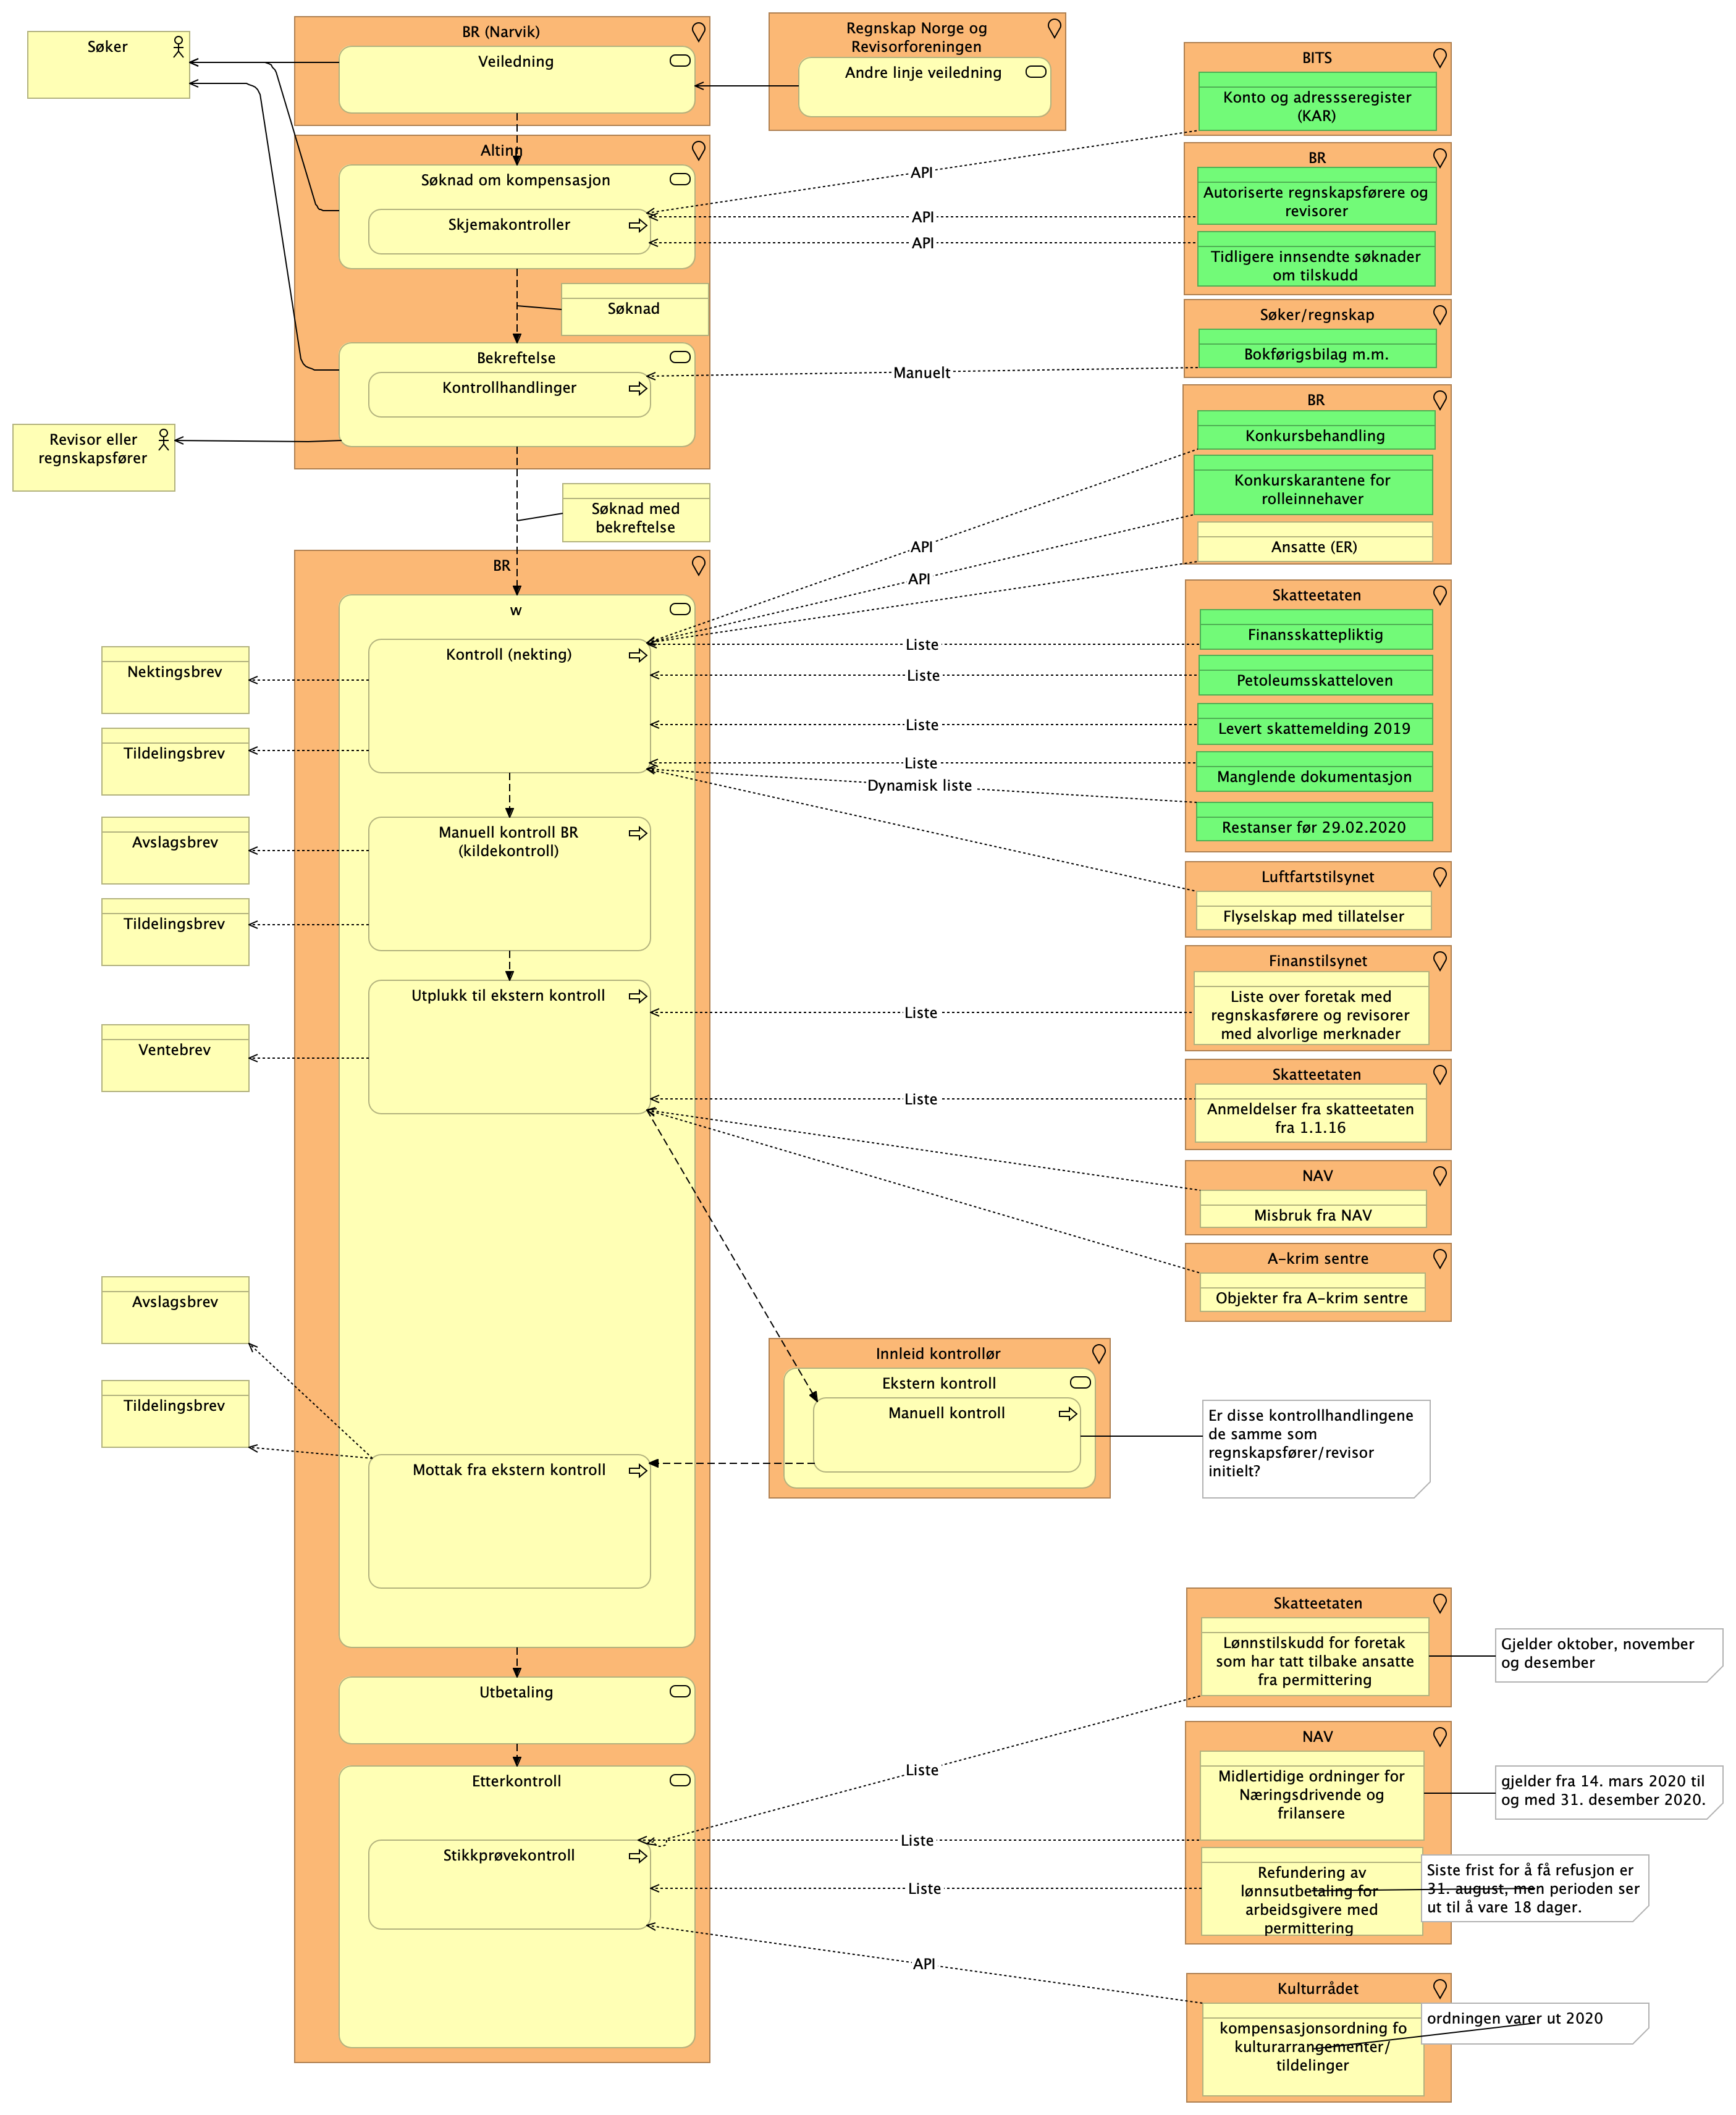 Søker
BR (Narvik)
Veiledning
Regnskap Norge og
Revisorforeningen
Andre linje veiledning
BITS
Konto og adressseregister
(KAR)
Altinn
Søknad om kompensasjon
Skjemakontroller
API
API
API
BR
Autoriserte regnskapsførere og
revisorer
Tidligere innsendte søknader
om tilskudd
Søknad
Søker/regnskap
Bokførigsbilag m.m.
Bekreftelse
Kontrollhandlinger
Manuelt
Revisor eller
regnskapsfører
Søknad med
bekreftelse
BR
Konkursbehandling
Konkurskarantene for
rolleinnehaver
Ansatte (ER)
API
API
BR
w
Kontroll (nekting)
Nektingsbrev
Tildelingsbrev
Liste
Liste
Liste
Liste
Dynamisk liste
Skatteetaten
Finansskattepliktig
Petoleumsskatteloven
Levert skattemelding 2019
Manglende dokumentasjon
Restanser før 29.02.2020
Manuell kontroll BR
(kildekontroll)
Avslagsbrev
Tildelingsbrev
Luftfartstilsynet
Flyselskap med tillatelser
Utplukk til ekstern kontroll
Ventebrev
Liste
Liste
Finanstilsynet
Liste over foretak med
regnskasførere og revisorer
med alvorlige merknader
Skatteetaten
Anmeldelser fra skatteetaten
fra 1.1.16
NAV
Misbruk fra NAV
A-krim sentre
Objekter fra A-krim sentre
Avslagsbrev
Tildelingsbrev
Mottak fra ekstern kontroll
Innleid kontrollør
Ekstern kontroll
Manuell kontroll
Er disse kontrollhandlingene
de samme som
regnskapsfører/revisor
initielt?
Utbetaling
Etterkontroll
Stikkprøvekontroll
Liste
Liste
Liste
API
Skatteetaten
Lønnstilskudd for foretak
som har tatt tilbake ansatte
fra permittering
Gjelder oktober, november
og desember
NAV
Midlertidige ordninger for
Næringsdrivende og
frilansere
gjelder fra 14. mars 2020 til
og med 31. desember 2020.
Refundering av
lønnsutbetaling for
arbeidsgivere med
permittering
Siste frist for å få refusjon er
31. august, men perioden ser
ut til å vare 18 dager.
Kulturrådet
kompensasjonsordning fo
kulturarrangementer/
tildelinger
ordningen varer ut 2020